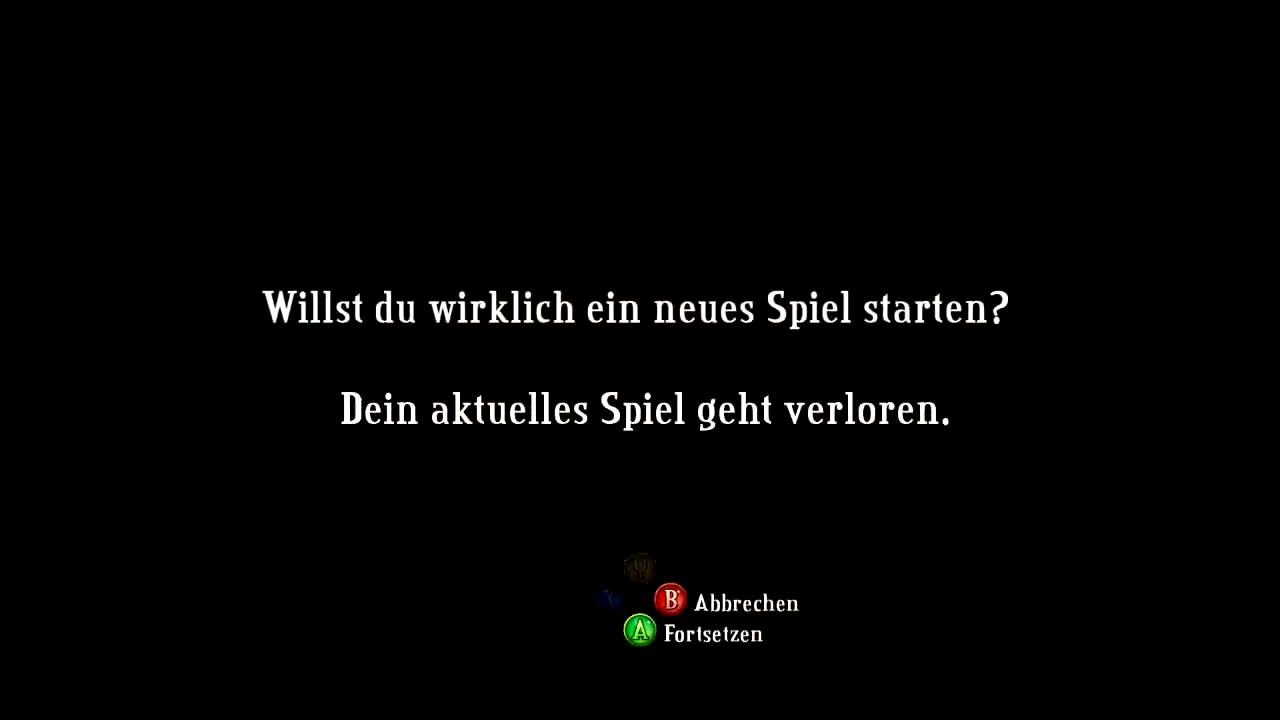 Willst du wirklich ein neues Spiel starten?
Dein aktuelles Spiel geht verloren.
Y
X
B Abbrechen
A Fortsetzen